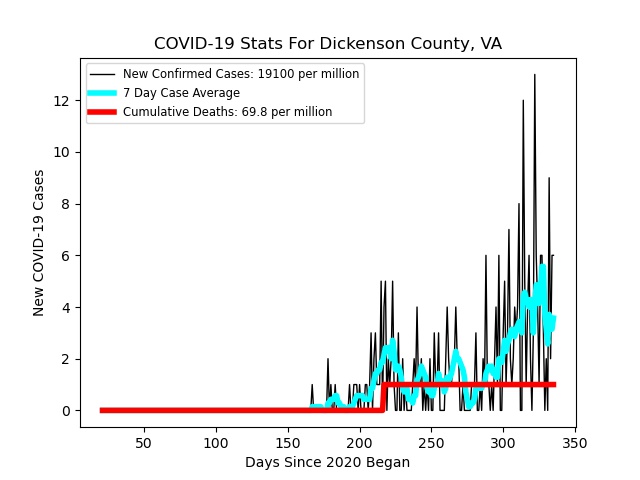 COVID-19 Stats For Dickenson County, VA
New Confirmed Cases: 19100 per million
7 Day Case Average
Cumulative Deaths: 69.8 per million
New COVID-19 Cases
12
10
8
6
4
2
0
50
100
150
200
250
300
350
Days Since 2020 Began